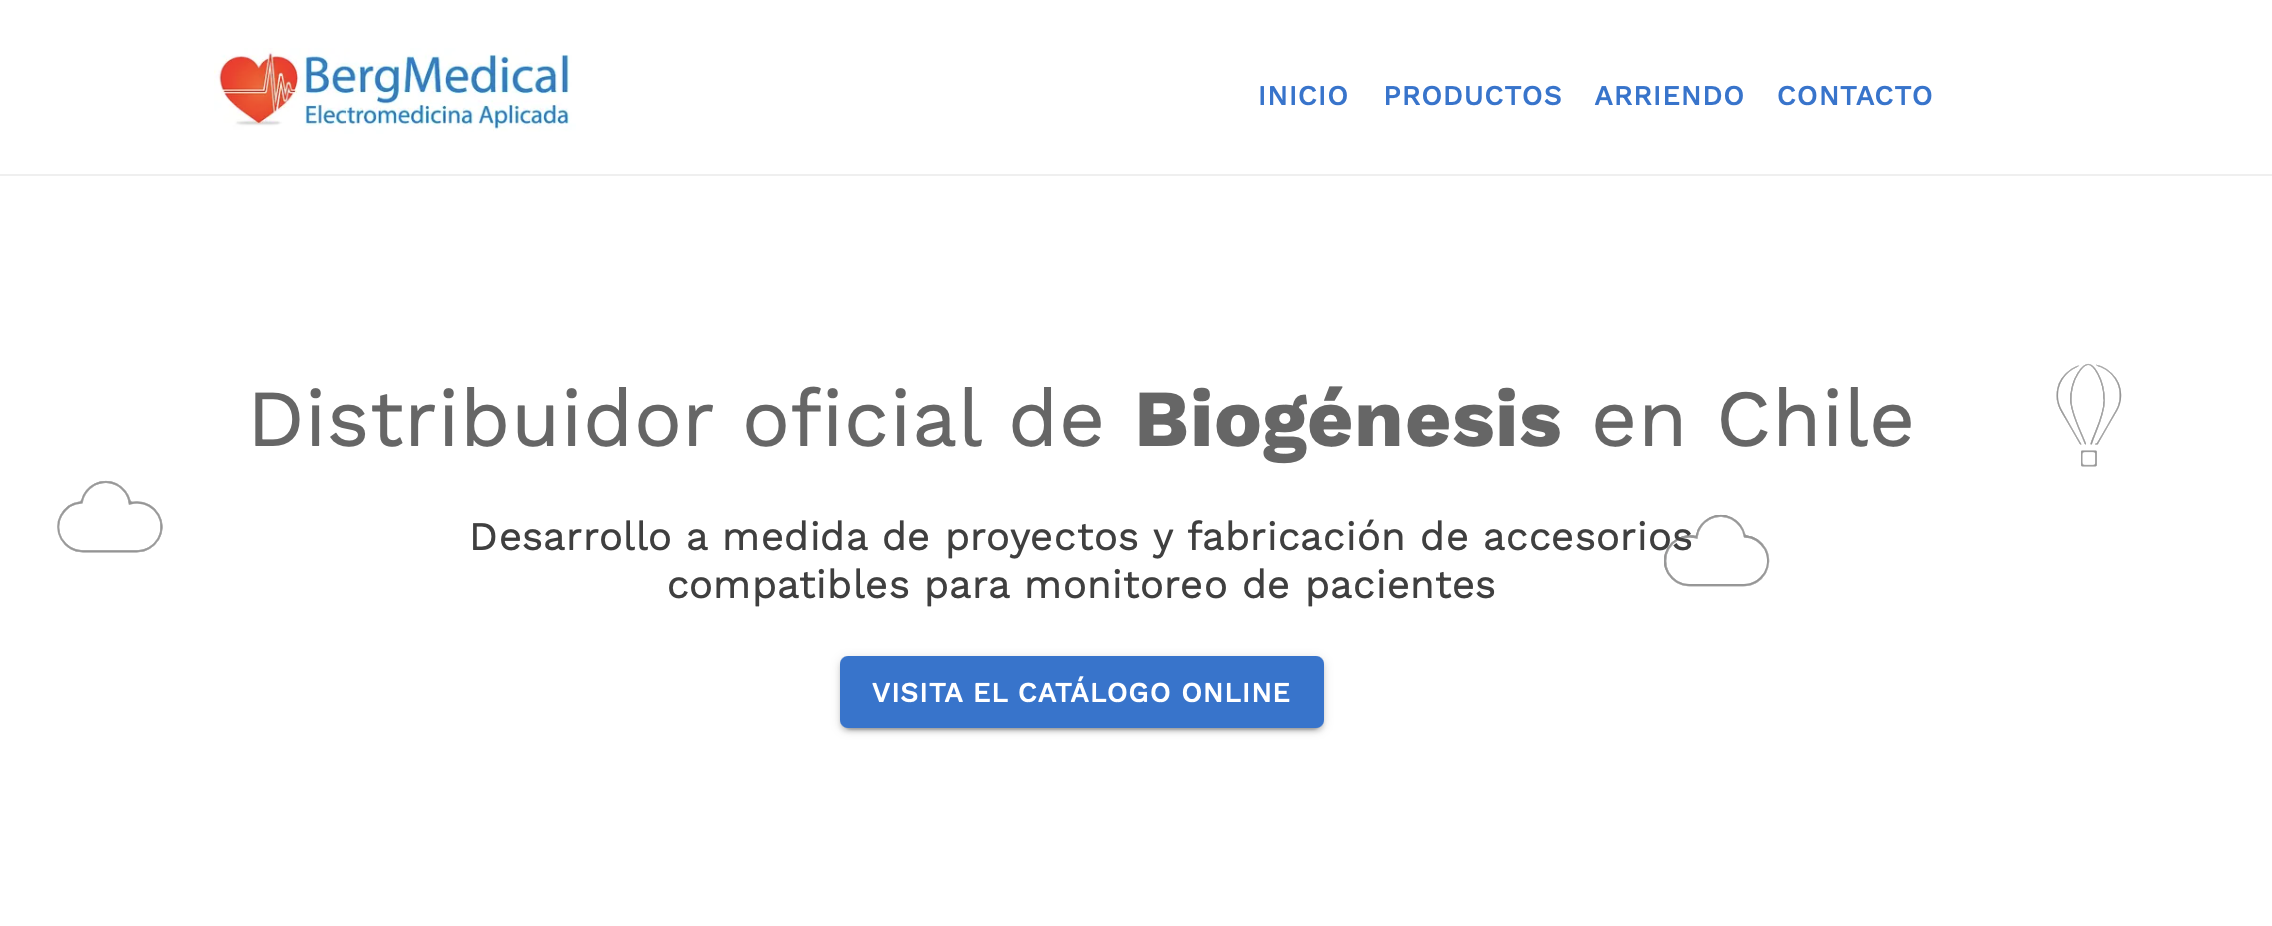 BergMedical
Electromedicina Aplicada
INICIO PRODUCTOS ARRIENDO CONTACTO
Distribuidor oficial de Biogénesis en Chile
Desarrollo a medida de proyectos y fabricación de accesorios
compatibles para monitoreo de pacientes
VISITA EL CATÁLOGO ONLINE